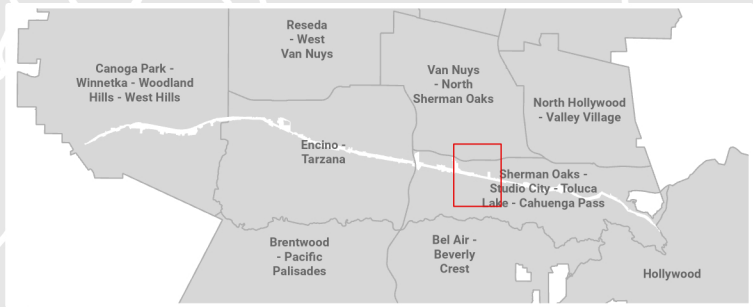 Reseda
- West
Van Nuys
Canoga Park -
Winnetka - Woodland
Hills - West Hills
Van Nuys
- North
Sherman Oaks
North Hollywood
- Valley Village
Encino -
Tarzana
Sherman Oaks -
Studio City - Toluca
Lake - Cahuenga Pass
Brentwood
- Pacific
Palisades
Bel Air -
Beverly
Crest
Hollywood